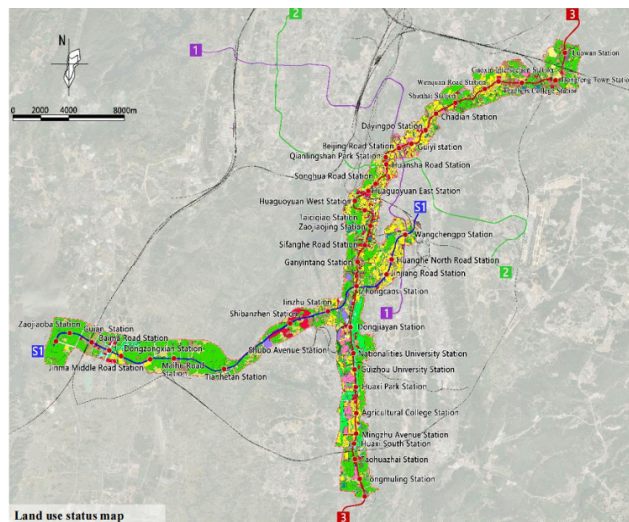 3
2
1
N
0 2000 4000 8000m
Luowan Station
Wenquan Road Station
Shunhai Station
Teachers College Station
Chadian Station
Dayingpo Station
Beijing Road Station
Guiyi station
Qianlingshan Park Station
Huansha Road Station
Songhua Road Station
Huaguoyuan East Station
Huaguoyuan West Station
S1
Taiciqiao Station
Zaojiaojing Station
Wangchengpo Station
Sifanghe Road Station
Huanghe North Road Station
2
Ganyintang Station
Jinjiang Road Station
Zhongcaosi Station
Jinzhu Station
1
Shibanzhen Station
Dongjiayan Station
Zaojiaoba Station
Guian Station
Baima Road Station
Dongzongxian Station
Shubo Avenue Station
S1
Nationalities University Station
Jinma Middle Road Station
Station
Tianhetan Station
Guizhou University Station
Huaxi Park Station
Agricultural College Station
Mingzhu Avenue Station
Huaxi South Station
Taohuazhai Station
Tongmuling Station
Land use status map
3